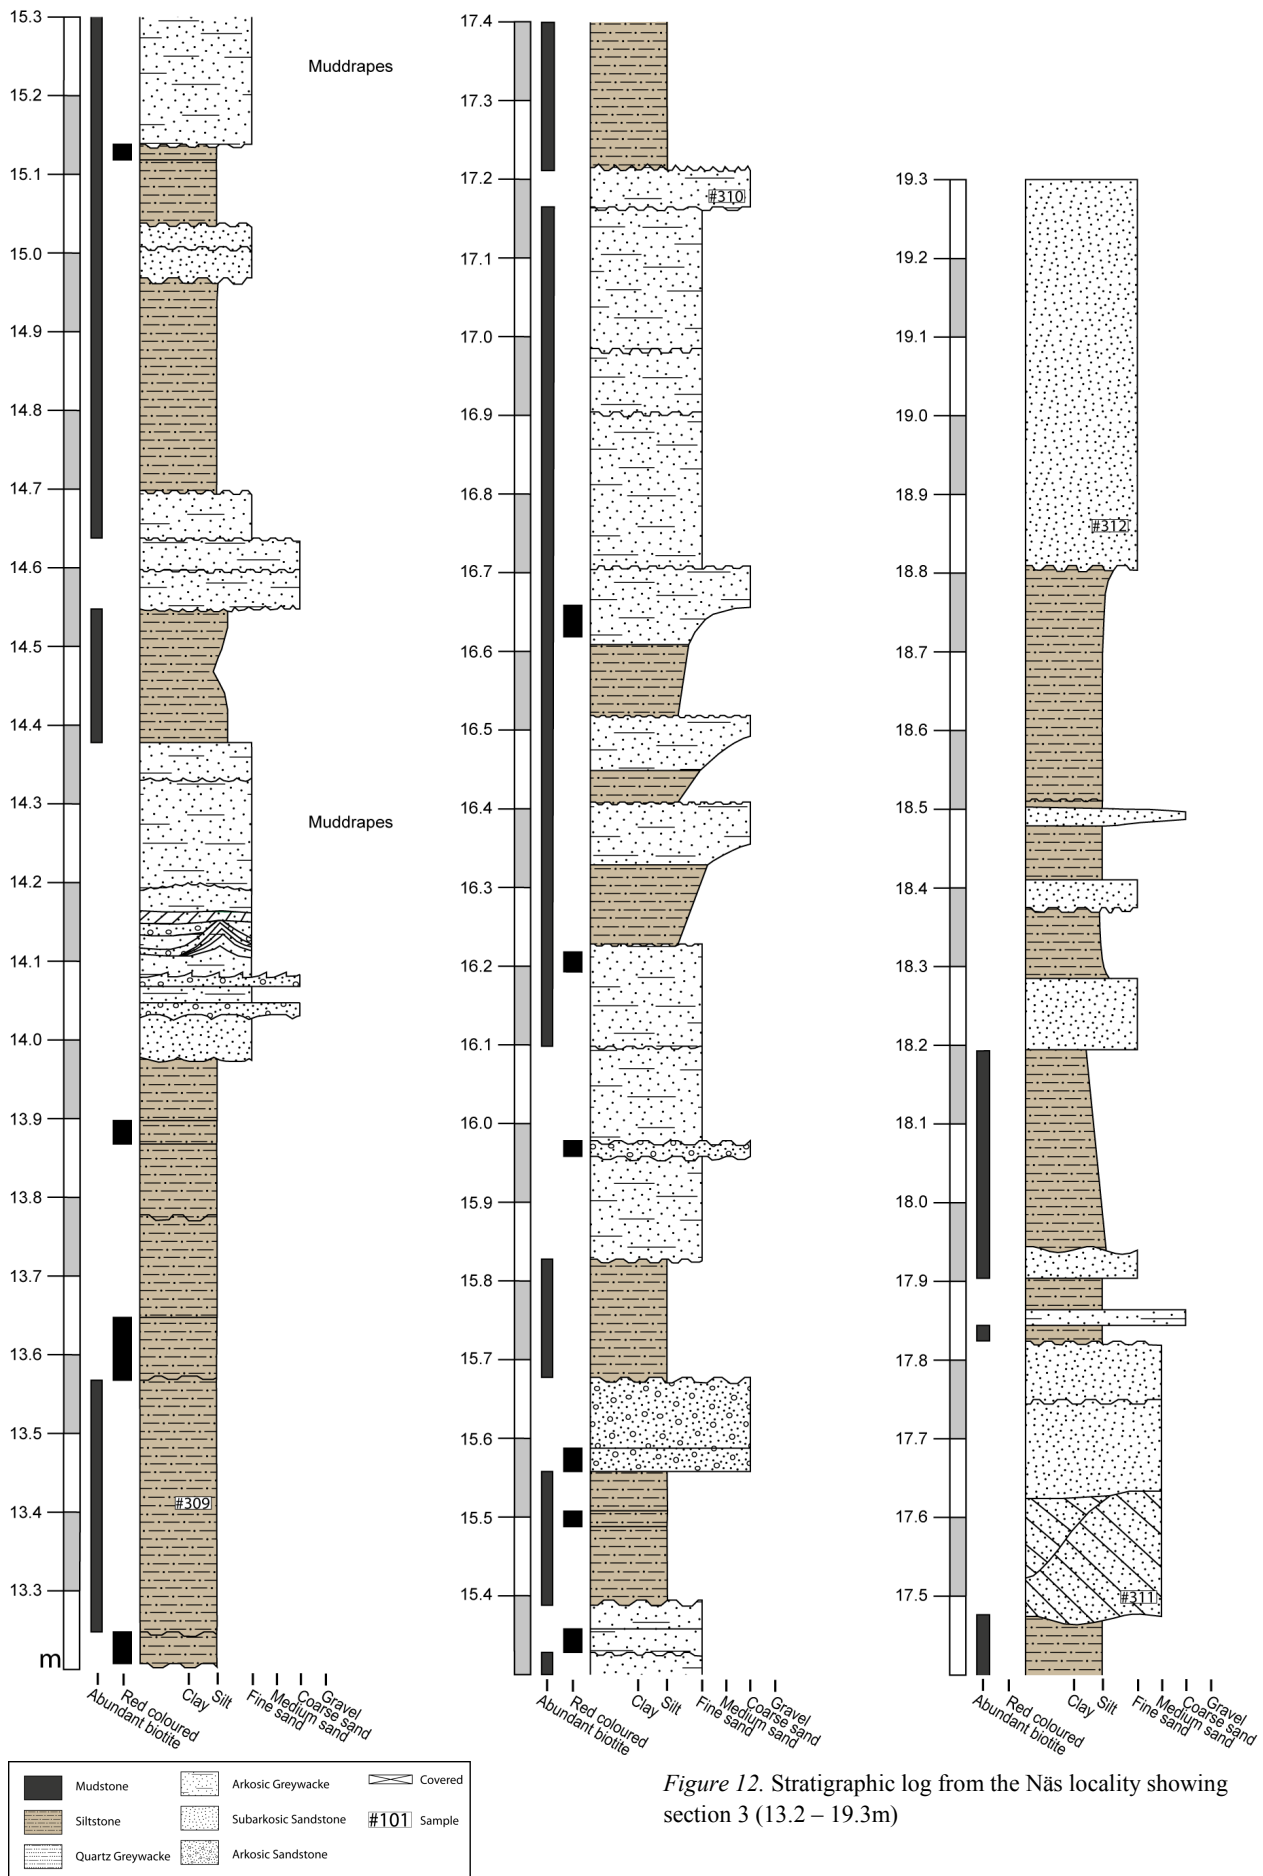 15.3
15.2
15.1
15.0
14.9
14.8
14.7
14.6
14.5
14.4
14.3
14.2
14.1
14.0
13.9
13.8
13.7
13.6
13.5
13.4
13.3
m
Muddrapes
Muddrapes
#309
Abundant biotite
Red coloured
Clay
Silt
Fine sand
Medium sand
Coarse sand
Gravel
17.4
17.3
17.2
17.1
17.0
16.9
16.8
16.7
16.6
16.5
16.4
16.3
16.2
16.1
16.0
15.9
15.8
15.7
15.6
15.5
15.4
#310
Abundant biotite
Red coloured
Clay
Silt
Fine sand
Medium sand
Coarse sand
Gravel
19.3
19.2
19.1
19.0
18.9
18.8
18.7
18.6
18.5
18.4
18.3
18.2
18.1
18.0
17.9
17.8
17.7
17.6
17.5
#312
#311
Abundant biotite
Red coloured
Clay
Silt
Fine sand
Medium sand
Coarse sand
Gravel
Mudstone
Siltstone
Quartz Greywacke
Arkosic Greywacke
Subarkosic Sandstone
Arkosic Sandstone
Covered
#101 Sample
Figure 12. Stratigraphic log from the Näs locality showing
section 3 (13.2 – 19.3m)